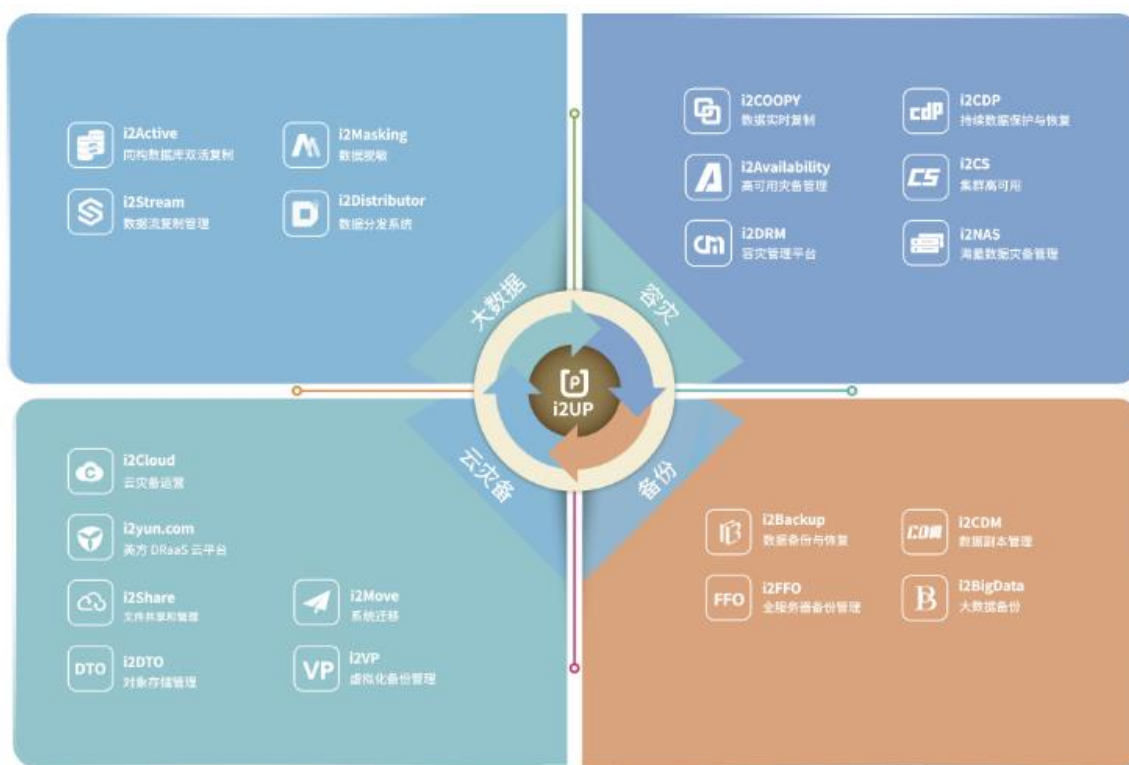 i2Active
同构数据库双活复制
i2Masking
数据脱敏
i2Stream
数据流复制管理
i2Distributor
数据分发系统
大数据
i2COOPY
数据实时复制
cdp
i2CDP
持续数据保护与恢复
i2Availability
高可用灾备管理
CS
i2CS
集群高可用
i2DRM
容灾管理平台
i2NAS
海量数据灾备管理
容灾
i2UP
i2Cloud
云灾备运营
i2yun.com
英方 DRaaS 云平台
i2Share
文件共享和管理
i2Move
系统迁移
DTO
i2DTO
对象存储管理
VP
i2VP
虚拟化备份管理
云灾备
备份
i2Backup
数据备份与恢复
CDM
i2CDM
数据副本管理
FFO
i2FFO
全服务器备份管理
B
i2BigData
大数据备份